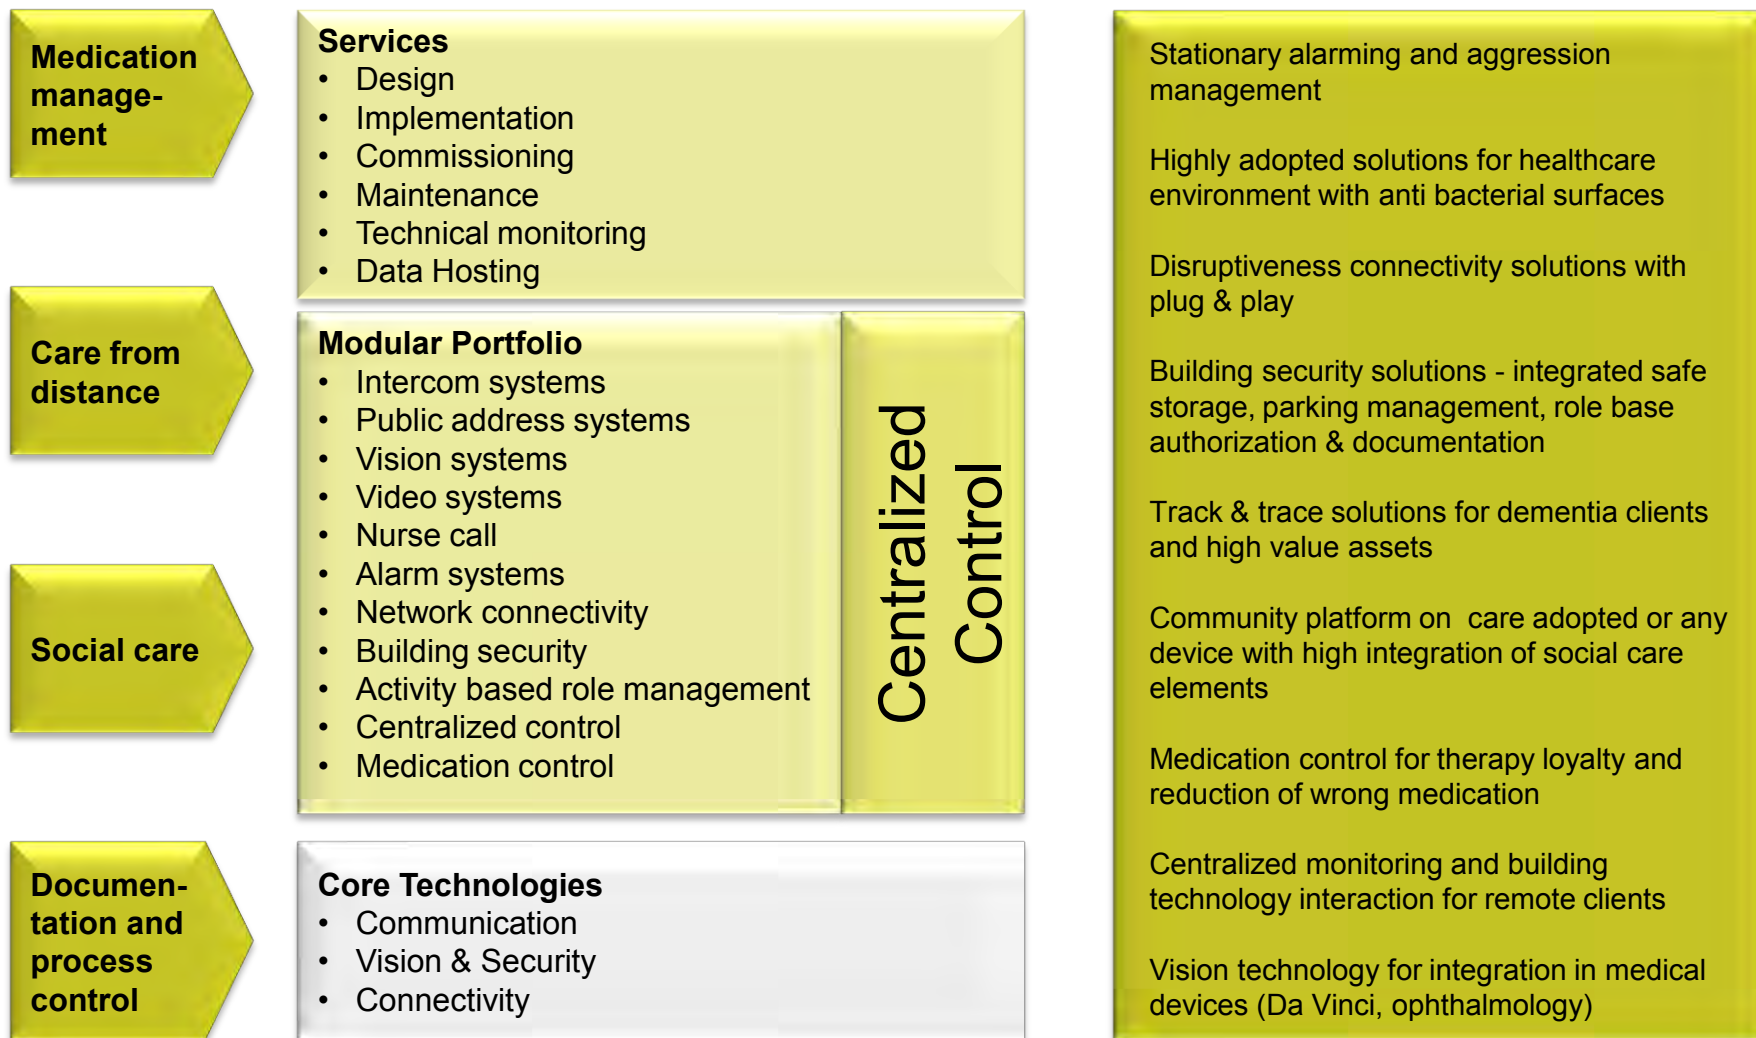 Medication
manage-
ment
Care from
distance
Social care
Documen-
tation and
process
control
Services
• Design
• Implementation
• Commissioning
• Maintenance
• Technical monitoring
• Data Hosting
Modular Portfolio
• Intercom systems
• Public address systems
• Vision systems
• Video systems
• Nurse call
• Alarm systems
• Network connectivity
• Building security
• Activity based role management
• Centralized control
• Medication control
Centralized
Control
Core Technologies
• Communication
• Vision & Security
• Connectivity
Stationary alarming and aggression
management
Highly adopted solutions for healthcare
environment with anti bacterial surfaces
Disruptiveness connectivity solutions with
plug & play
Building security solutions - integrated safe
storage, parking management, role base
authorization & documentation
Track & trace solutions for dementia clients
and high value assets
Community platform on  care adopted or any
device with high integration of social care
elements
Medication control for therapy loyalty and
reduction of wrong medication
Centralized monitoring and building
technology interaction for remote clients
Vision technology for integration in medical
devices (Da Vinci, ophthalmology)